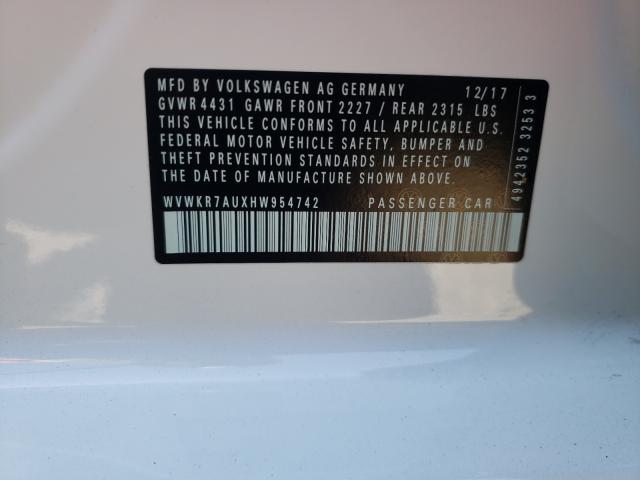 MFD BY VOLKSWAGEN AG GERMANY 12/17
GVWR 4431 GAWR FRONT 2227 / REAR 2315 LBS
THIS VEHICLE CONFORMS TO ALL APPLICABLE U.S.
FEDERAL MOTOR VEHICLE SAFETY, BUMPER AND
THEFT PREVENTION STANDARDS IN EFFECT ON
THE DATE OF MANUFACTURE SHOWN ABOVE.
WVWKR7AUXHW954742 PASSENGER CAR
4942352 3253 3